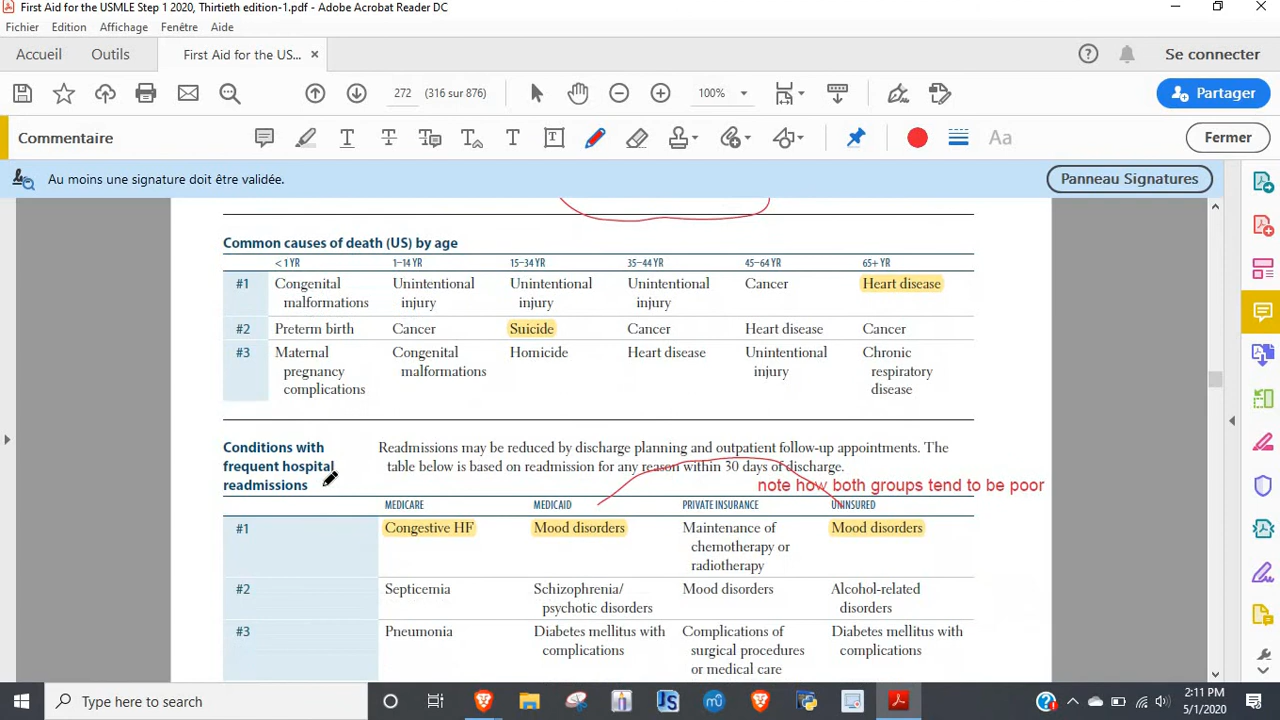 First Aid for the USMLE Step 1 2020, Thirtieth edition-1.pdf - Adobe Acrobat Reader DC
Fichier Edition Affichage Fenêtre Aide
Accueil Outils First Aid for the US... × Se connecter
272 (316 sur 876) 100% Partager
Commentaire Aa Fermer
Au moins une signature doit être validée. Panneau Signatures
Common causes of death (US) by age
< 1 YR 1–14 YR 15–34 YR 35–44 YR 45–64 YR 65+ YR
#1 Congenital Unintentional Unintentional Unintentional Cancer Heart disease
malformations injury injury injury
#2 Preterm birth Cancer Suicide Cancer Heart disease Cancer
#3 Maternal Congenital Homicide Heart disease Unintentional Chronic
pregnancy malformations injury respiratory
complications disease
Conditions with Readmissions may be reduced by discharge planning and outpatient follow-up appointments. The
frequent hospital table below is based on readmission for any reason within 30 days of discharge.
readmissions note how both groups tend to be poor
MEDICARE MEDICAID PRIVATE INSURANCE UNINSURED
#1 Congestive HF Mood disorders Maintenance of Mood disorders
chemotherapy or
radiotherapy
#2 Septicemia Schizophrenia/ Mood disorders Alcohol-related
psychotic disorders disorders
#3 Pneumonia Diabetes mellitus with Complications of Diabetes mellitus with
complications surgical procedures complications
or medical care
Type here to search 2:11 PM
5/1/2020